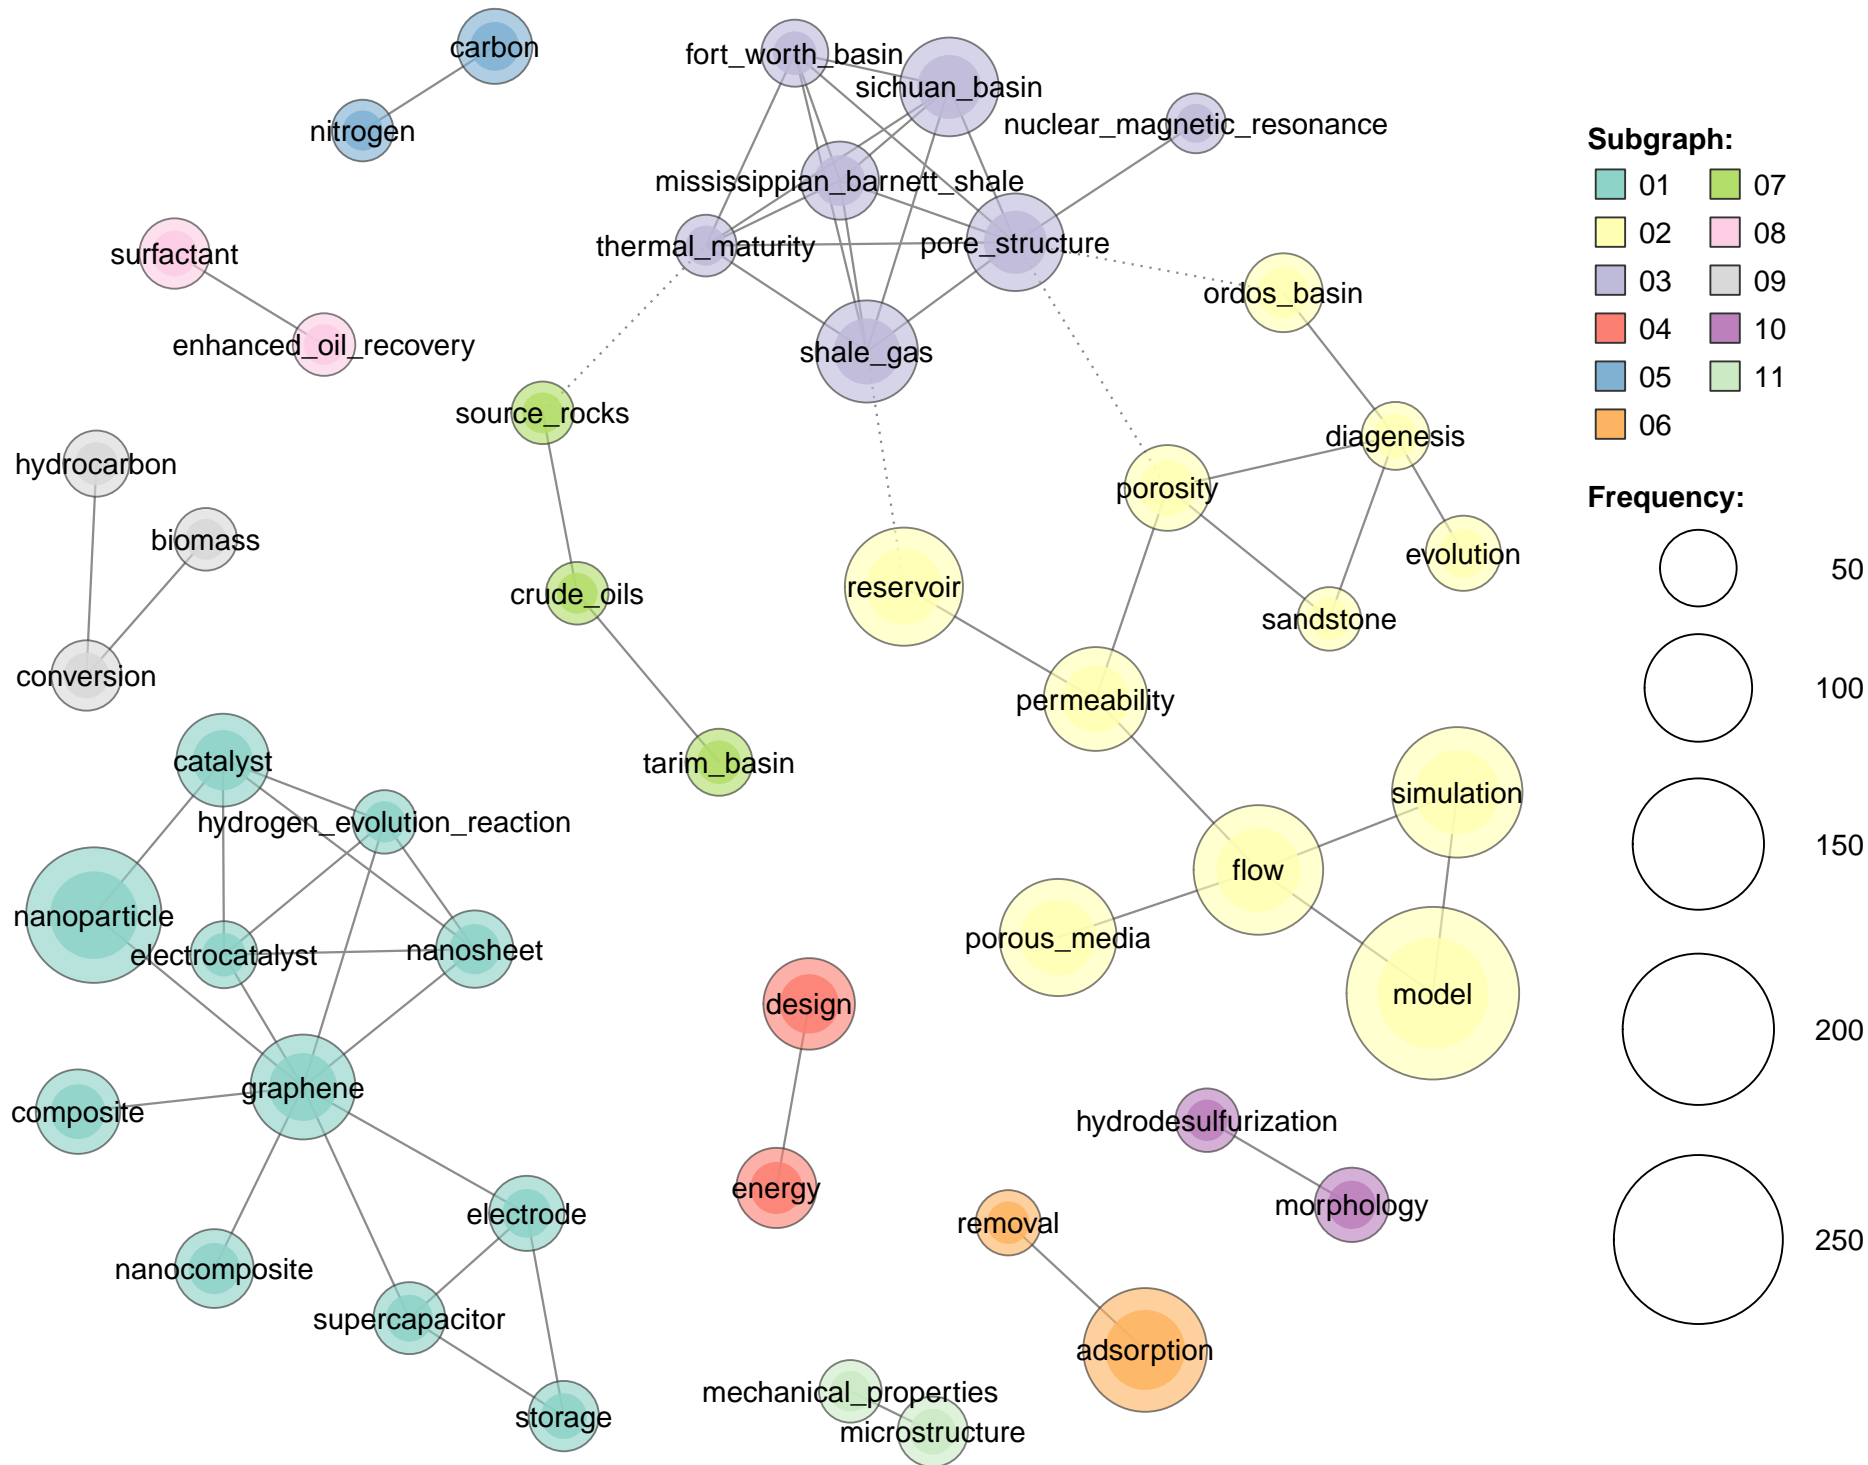 carbon
fort_worth_basin
sichuan_basin
nitrogen
nuclear_magnetic_resonance
mississippian_barnett_shale
surfactant
thermal_maturity
pore_structure
ordos_basin
enhanced_oil_recovery
shale_gas
source_rocks
diagenesis
hydrocarbon
porosity
biomass
evolution
reservoir
crude_oils
sandstone
conversion
permeability
catalyst
tarim_basin
simulation
hydrogen_evolution_reaction
flow
nanoparticle
electrocatalyst
nanosheet
porous_media
model
design
graphene
composite
hydrodesulfurization
energy
morphology
electrode
removal
nanocomposite
supercapacitor
adsorption
mechanical_properties
storage
microstructure
Subgraph:
01 07
02 08
03 09
04 10
05 11
06
Frequency:
50
100
150
200
250